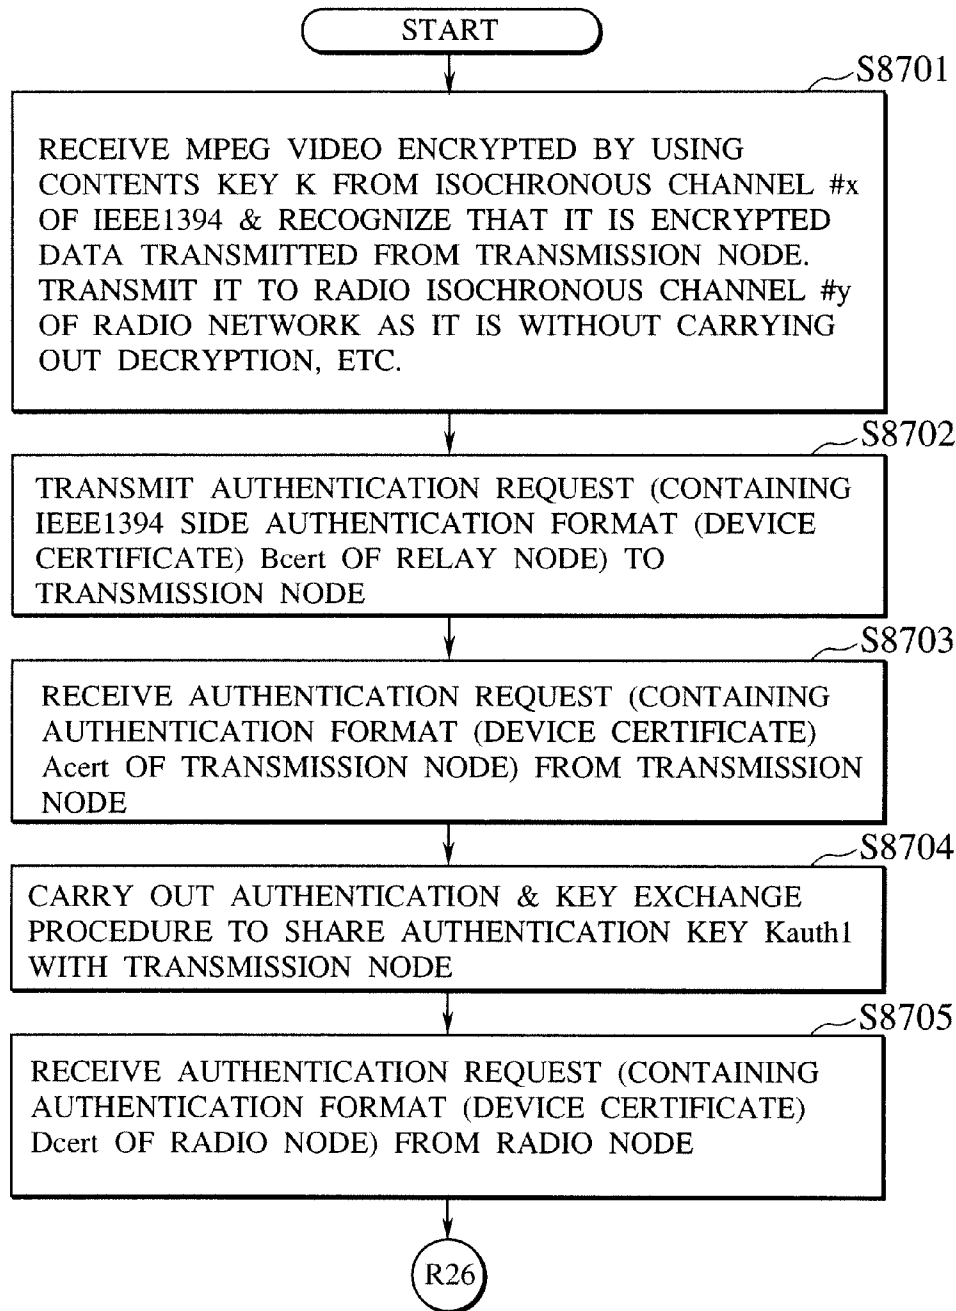 START
S8701
RECEIVE MPEG VIDEO ENCRYPTED BY USING
CONTENTS KEY K FROM ISOCHRONOUS CHANNEL #x
OF IEEE1394 & RECOGNIZE THAT IT IS ENCRYPTED
DATA TRANSMITTED FROM TRANSMISSION NODE.
TRANSMIT IT TO RADIO ISOCHRONOUS CHANNEL #y
OF RADIO NETWORK AS IT IS WITHOUT CARRYING
OUT DECRYPTION, ETC.
S8702
TRANSMIT AUTHENTICATION REQUEST (CONTAINING
IEEE1394 SIDE AUTHENTICATION FORMAT (DEVICE
CERTIFICATE) Bcert OF RELAY NODE) TO
TRANSMISSION NODE
S8703
RECEIVE AUTHENTICATION REQUEST (CONTAINING
AUTHENTICATION FORMAT (DEVICE CERTIFICATE)
Acert OF TRANSMISSION NODE) FROM TRANSMISSION
NODE
S8704
CARRY OUT AUTHENTICATION & KEY EXCHANGE
PROCEDURE TO SHARE AUTHENTICATION KEY Kauth1
WITH TRANSMISSION NODE
S8705
RECEIVE AUTHENTICATION REQUEST (CONTAINING
AUTHENTICATION FORMAT (DEVICE CERTIFICATE)
Dcert OF RADIO NODE) FROM RADIO NODE
R26